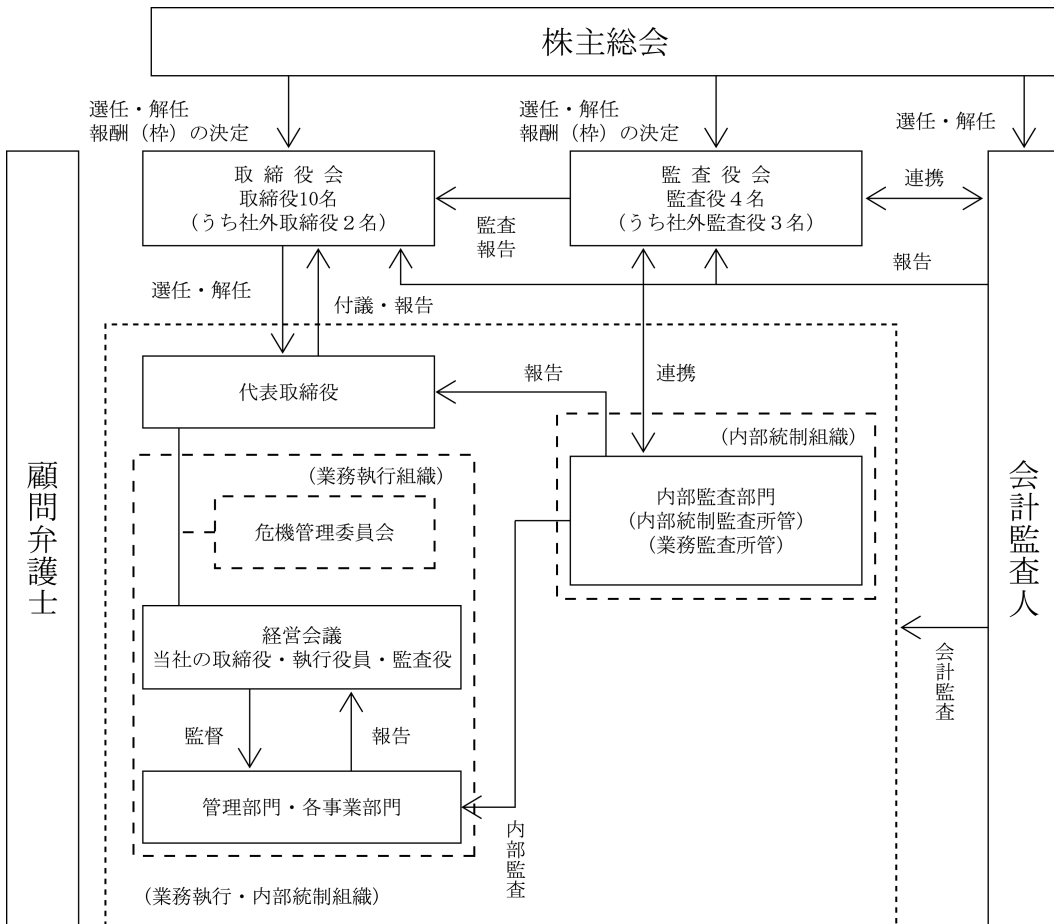 株主総会
選任・解任
報酬（枠）の決定
選任・解任
報酬（枠）の決定
選任・解任
取締役会
取締役10名
（うち社外取締役２名）
監査役会
監査役４名
（うち社外監査役３名）
連携
監査
報告
報告
選任・解任
付議・報告
代表取締役
報告
連携
（内部統制組織）
（業務執行組織）
危機管理委員会
内部監査部門
（内部統制監査所管）
（業務監査所管）
顧問弁護士
会計監査人
経営会議
当社の取締役・執行役員・監査役
会計監査
監督
報告
管理部門・各事業部門
内部監査
（業務執行・内部統制組織）